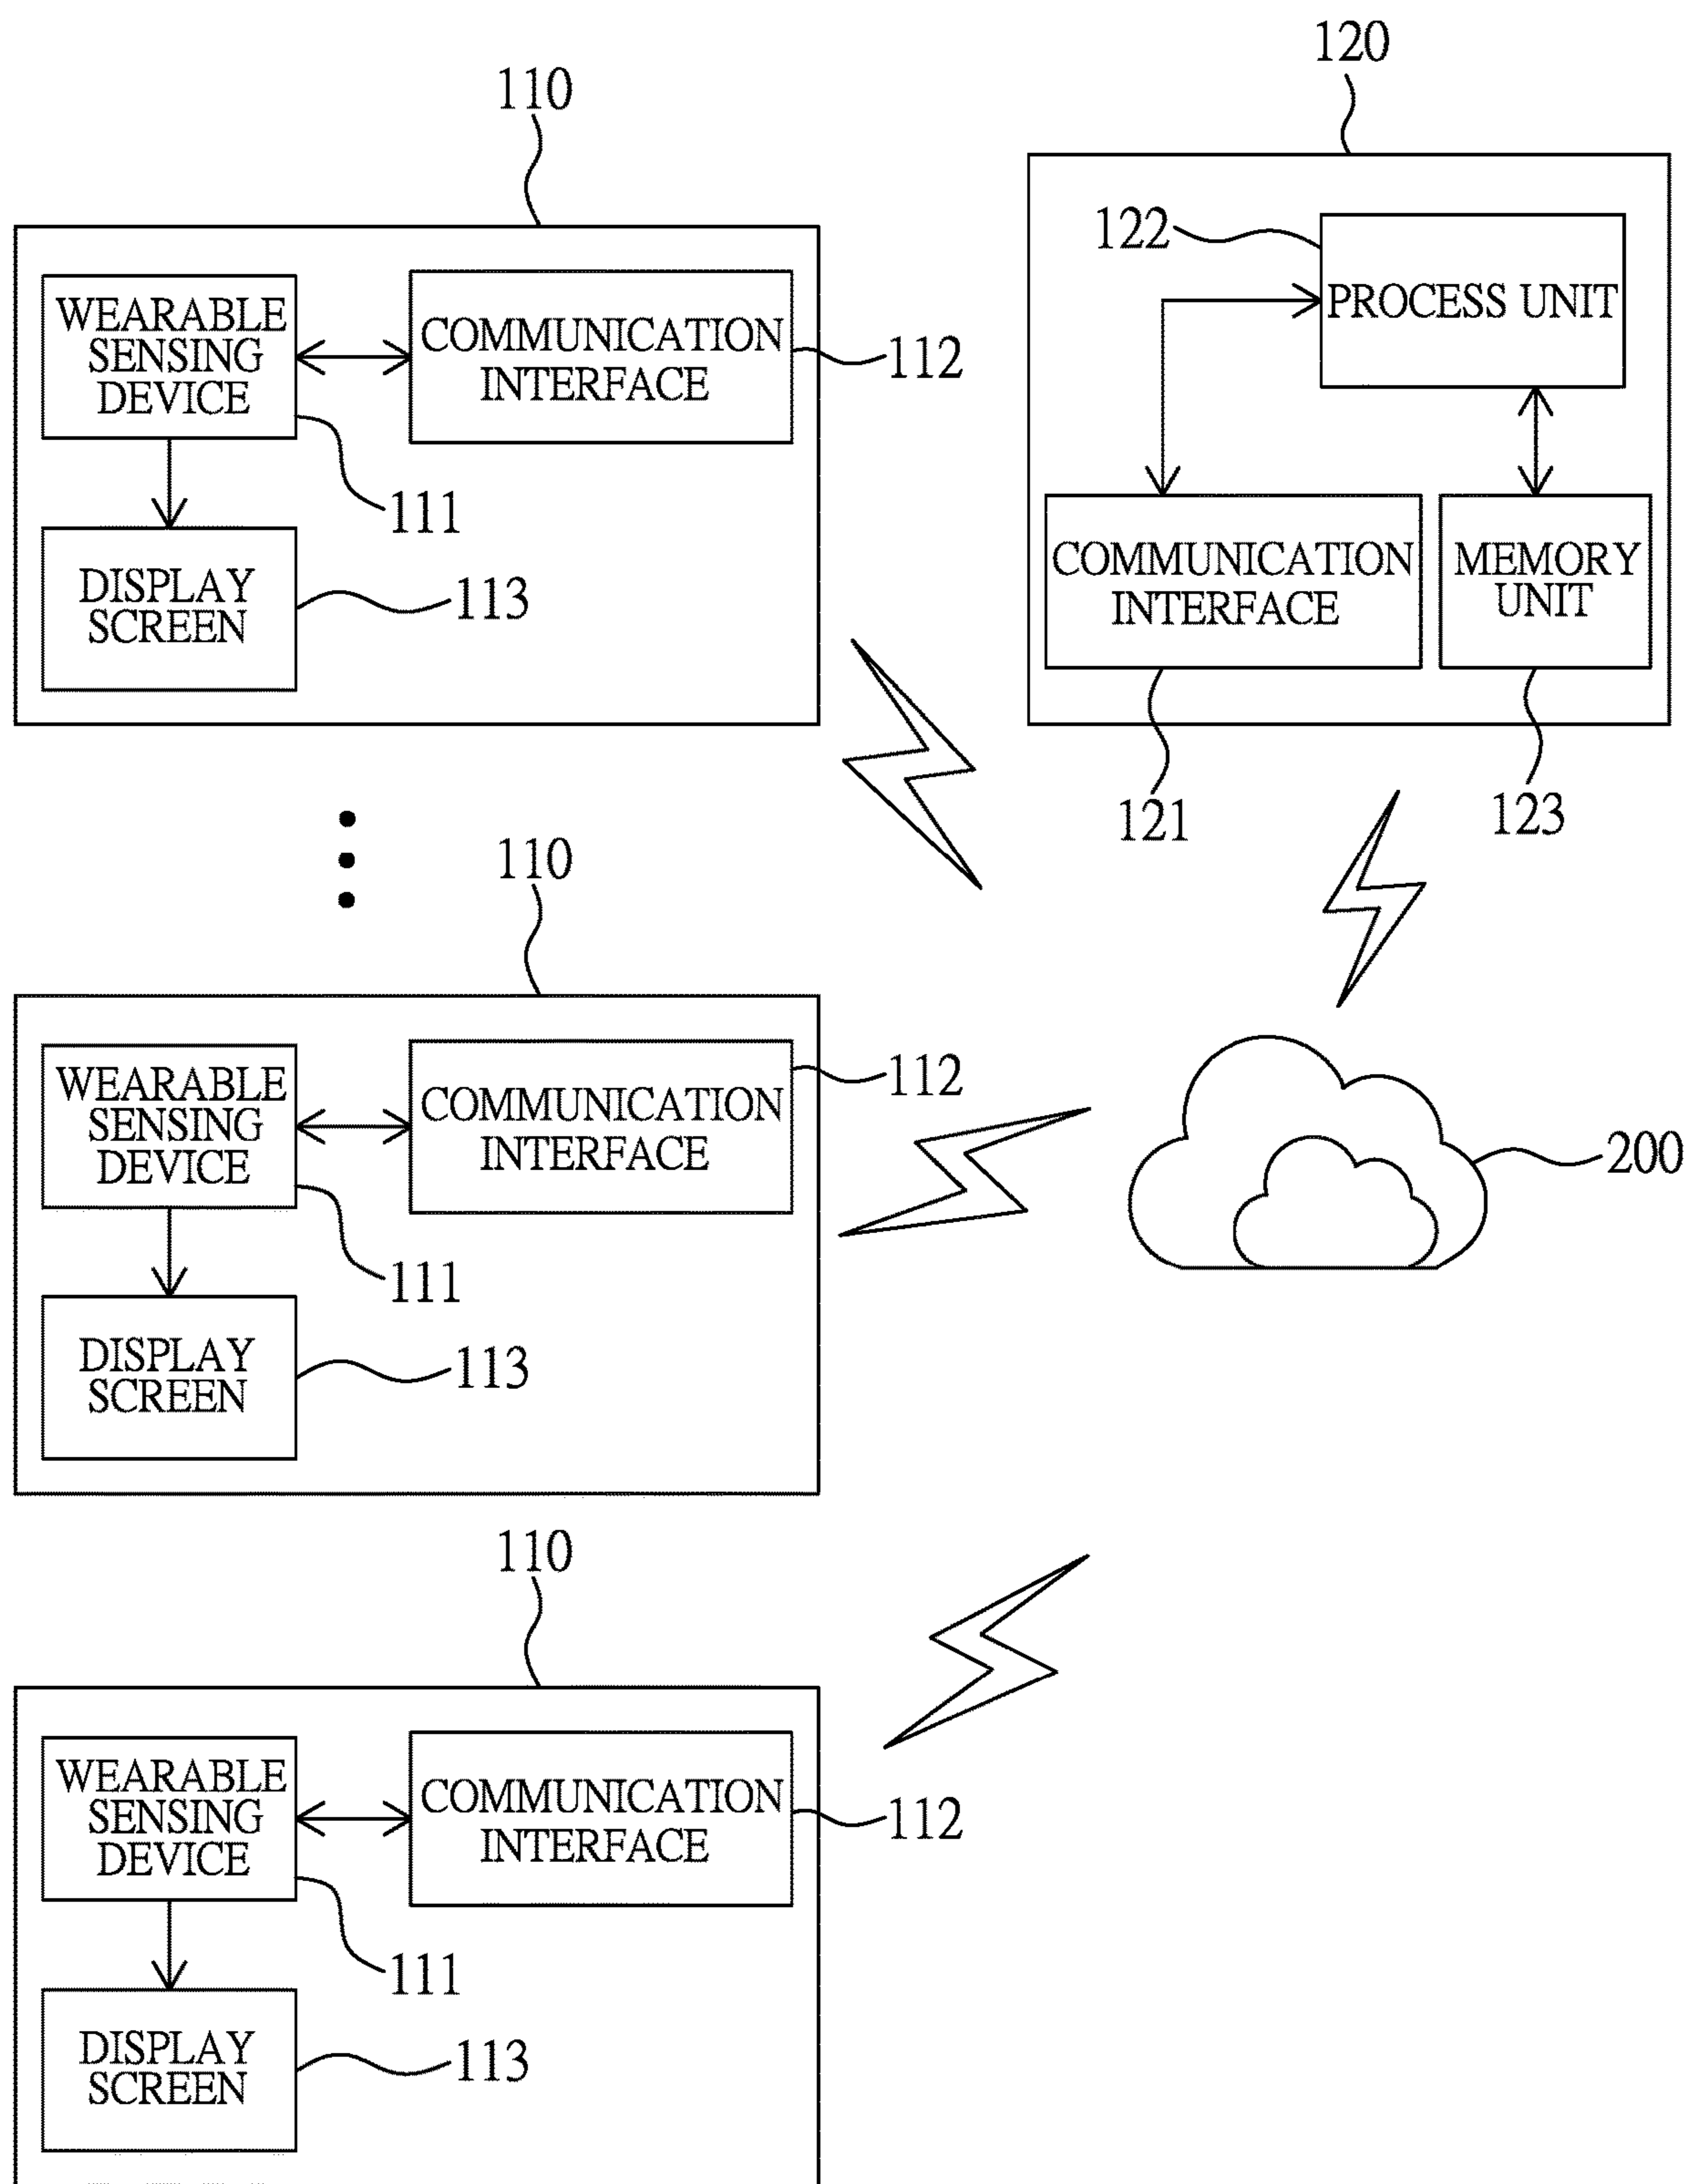 120
110
122
PROCESS UNIT
WEARABLE
SENSING
DEVICE
COMMUNICATION
INTERFACE
112
111
COMMUNICATION
INTERFACE
MEMORY
UNIT
DISPLAY
SCREEN
113
121
123
110
WEARABLE
SENSING
DEVICE
COMMUNICATION
INTERFACE
112
200
111
DISPLAY
SCREEN
113
110
WEARABLE
SENSING
DEVICE
COMMUNICATION
INTERFACE
112
111
DISPLAY
SCREEN
113